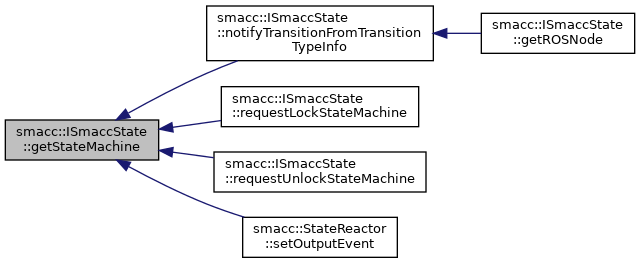 smacc::ISmaccState
::getStateMachine
smacc::ISmaccState
::notifyTransitionFromTransition
TypeInfo
smacc::ISmaccState
::getROSNode
smacc::ISmaccState
::requestLockStateMachine
smacc::ISmaccState
::requestUnlockStateMachine
smacc::StateReactor
::setOutputEvent